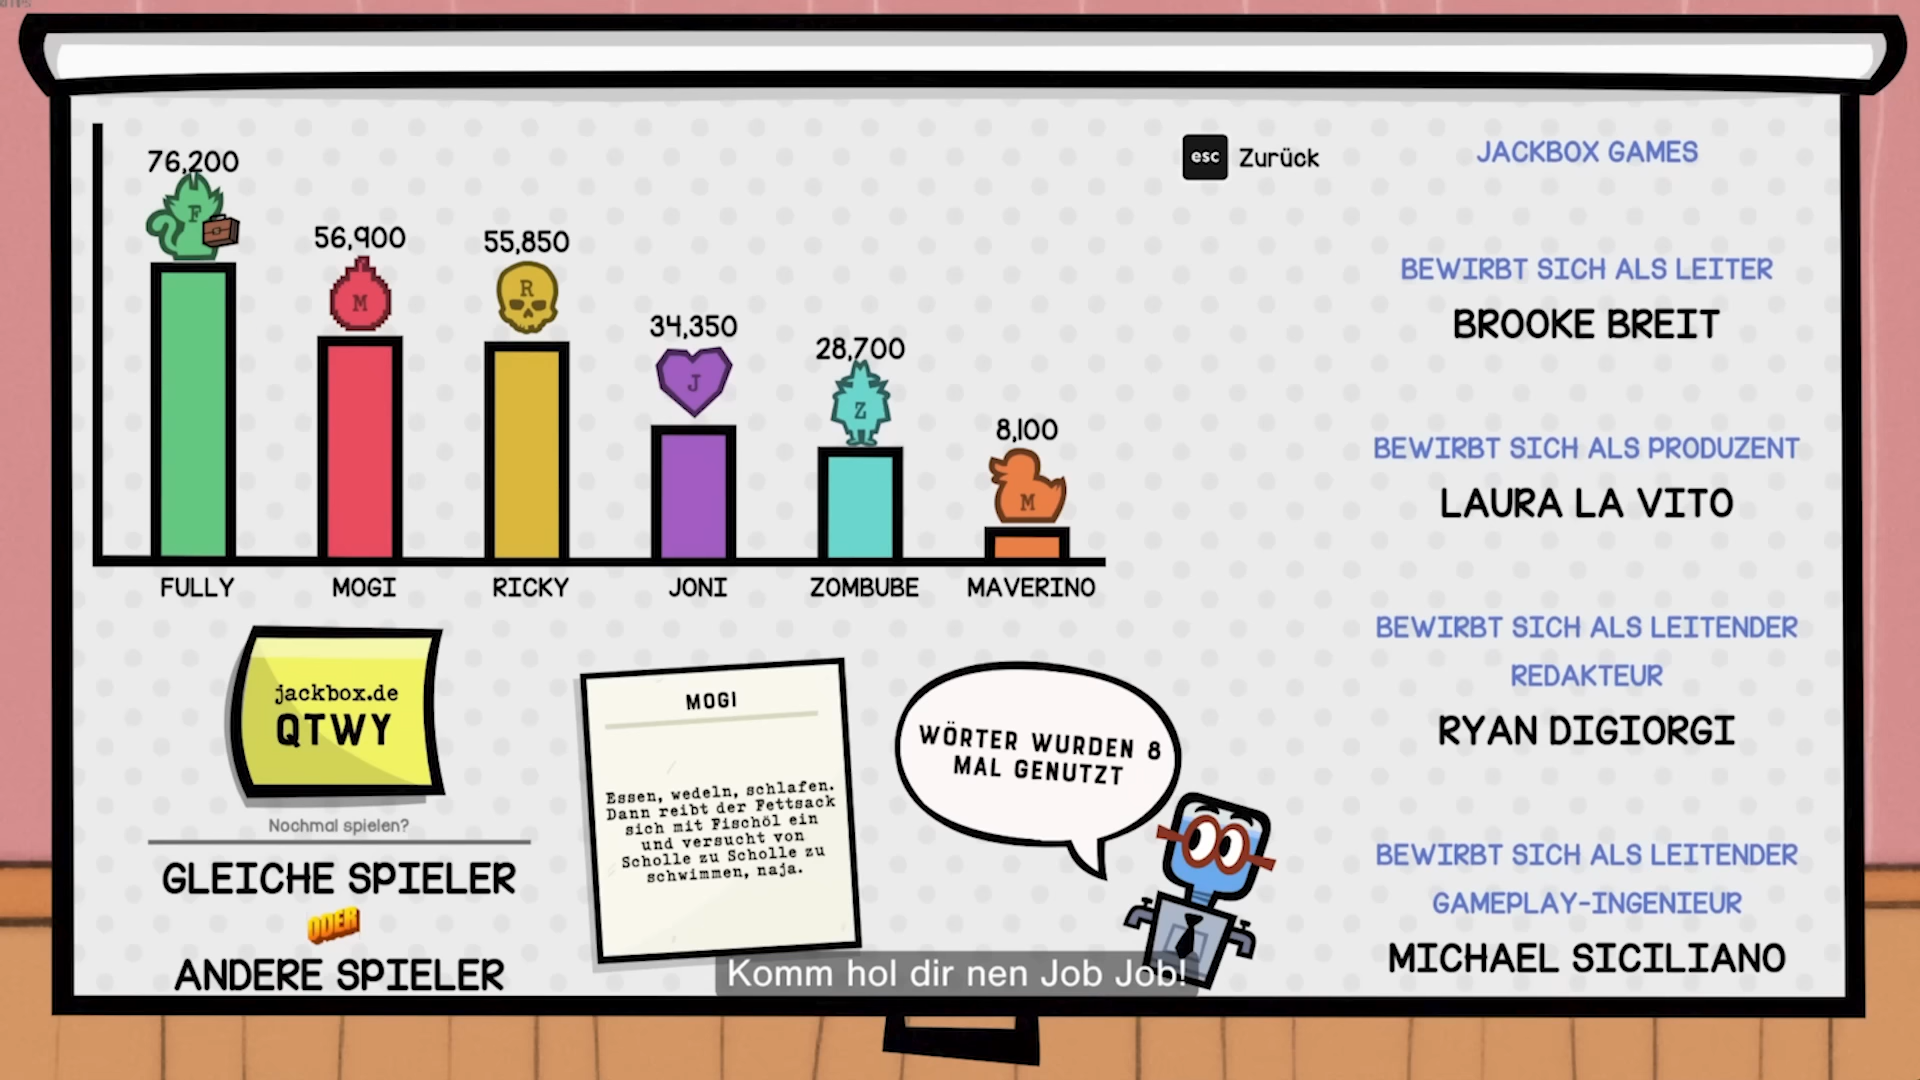 76,200
56,900
55,850
34,350
28,700
8,100
F
M
R
J
Z
M
FULLY
MOGI
RICKY
JONI
ZOMBUBE
MAVERINO
esc Zurück
jackbox.de
QTWY
Nochmal spielen?
GLEICHE SPIELER
ODER
ANDERE SPIELER
MOGI
Essen, wedeln, schlafen.
Dann reibt der Fettsack
sich mit Fischöl ein
und versucht von
Scholle zu Scholle zu
schwimmen, naja.
WÖRTER WURDEN 8
MAL GENUTZT
Komm hol dir nen Job Job!
JACKBOX GAMES
BEWIRBT SICH ALS LEITER
BROOKE BREIT
BEWIRBT SICH ALS PRODUZENT
LAURA LA VITO
BEWIRBT SICH ALS LEITENDER
REDAKTEUR
RYAN DIGIORGI
BEWIRBT SICH ALS LEITENDER
GAMEPLAY-INGENIEUR
MICHAEL SICILIANO